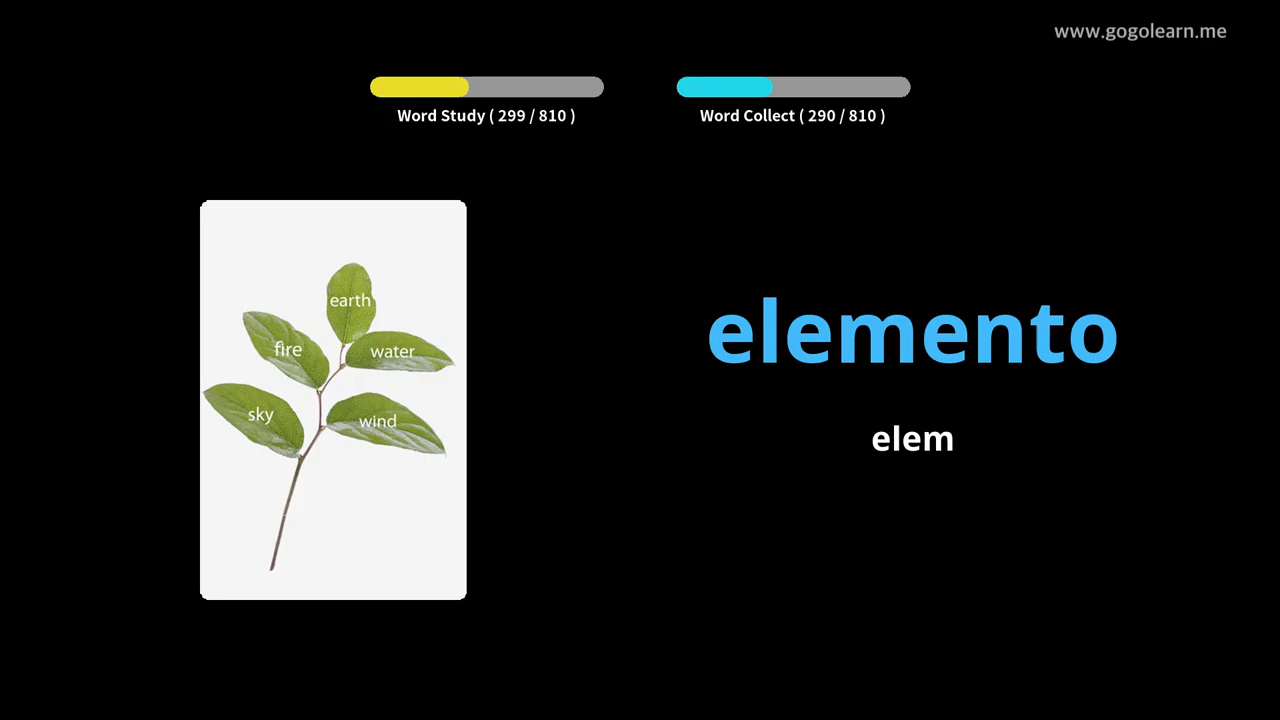 www.gogolearn.me
Word Study ( 299 / 810 )
Word Collect ( 290 / 810 )
earth
fire
water
sky
wind
elemento
elem